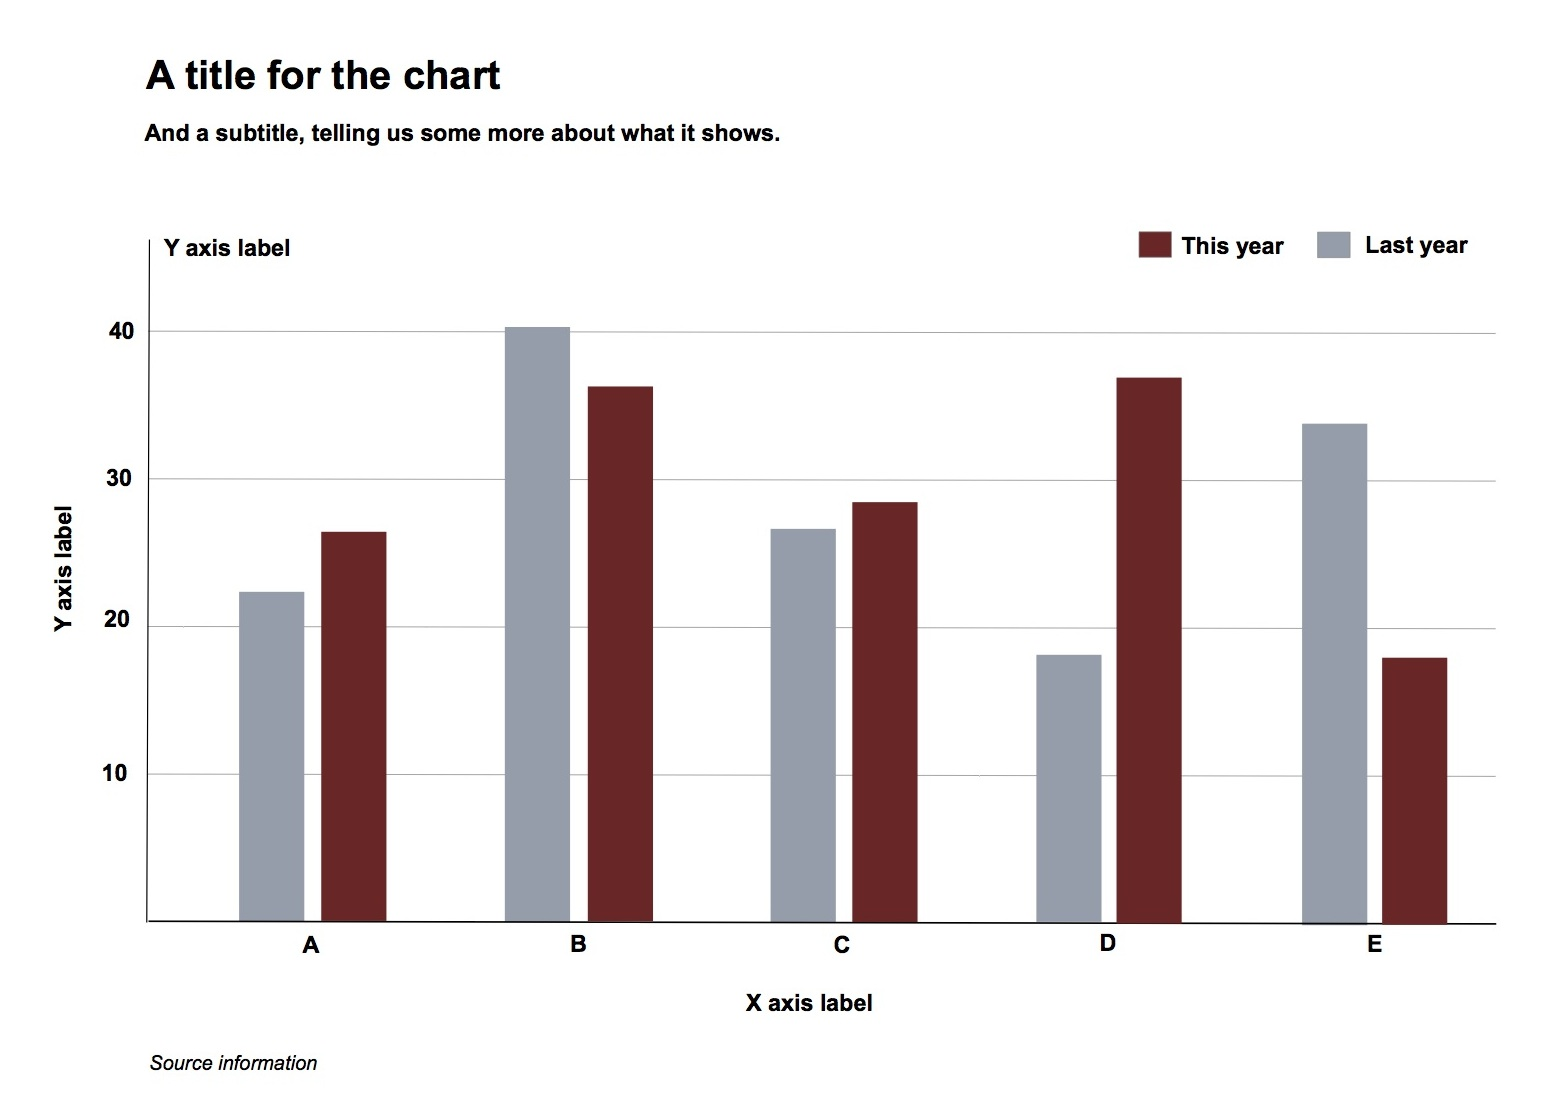 A title for the chart
And a subtitle, telling us some more about what it shows.
Y axis label
This year
Last year
40
30
20
10
Y axis label
A
B
C
D
E
X axis label
Source information